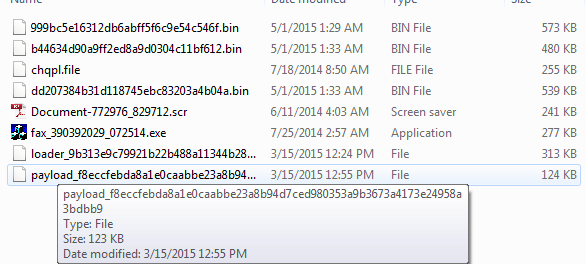 Date modified Type Size
999bc5e16312db6abff5f6c9e54c546f.bin 5/1/2015 1:29 AM BIN File 573 KB
b44634d90a9ff2ed8a9d0304c11bf612.bin 5/1/2015 1:33 AM BIN File 480 KB
chqpl.file 7/18/2014 8:50 AM FILE File 255 KB
dd207384b31d118745ebc83203a4b04a.bin 5/1/2015 1:33 AM BIN File 539 KB
Document-772976_829712.scr 6/11/2014 4:03 AM Screen saver 241 KB
fax_390392029_072514.exe 7/25/2014 2:57 AM Application 277 KB
loader_9b313e9c79921b22b488a11344b28... 3/15/2015 12:24 PM File 313 KB
payload_f8eccfebda8a1e0caabbe23a8b94... 3/15/2015 12:55 PM File 124 KB
payload_f8eccfebda8a1e0caabbe23a8b94d7ced980353a9b3673a4173e24958a
3bdbb9
Type: File
Size: 123 KB
Date modified: 3/15/2015 12:55 PM